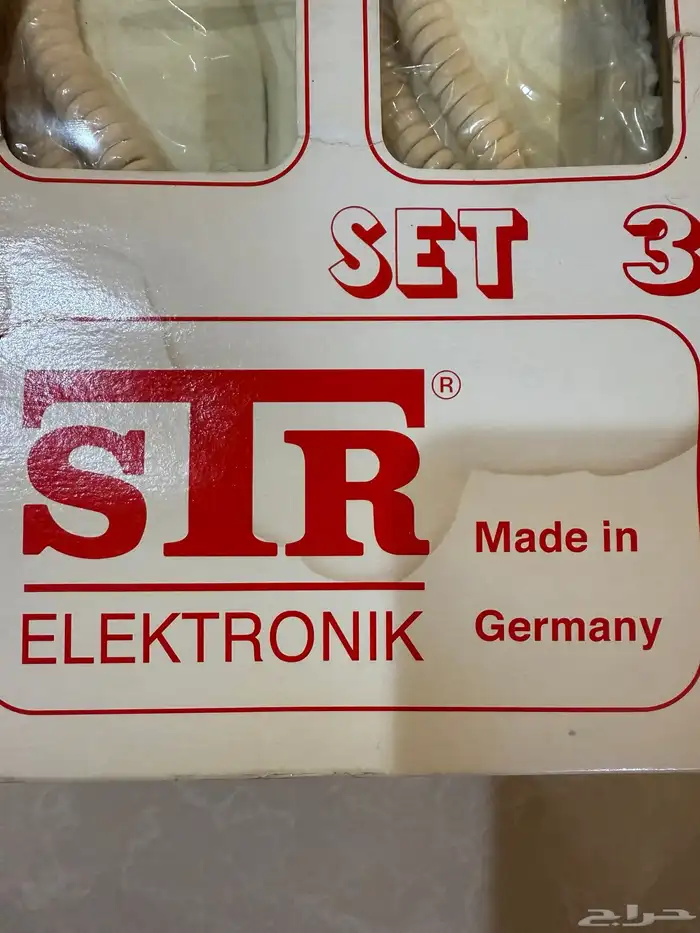 SET 3
STR®
ELEKTRONIK
Made in
Germany
حراج